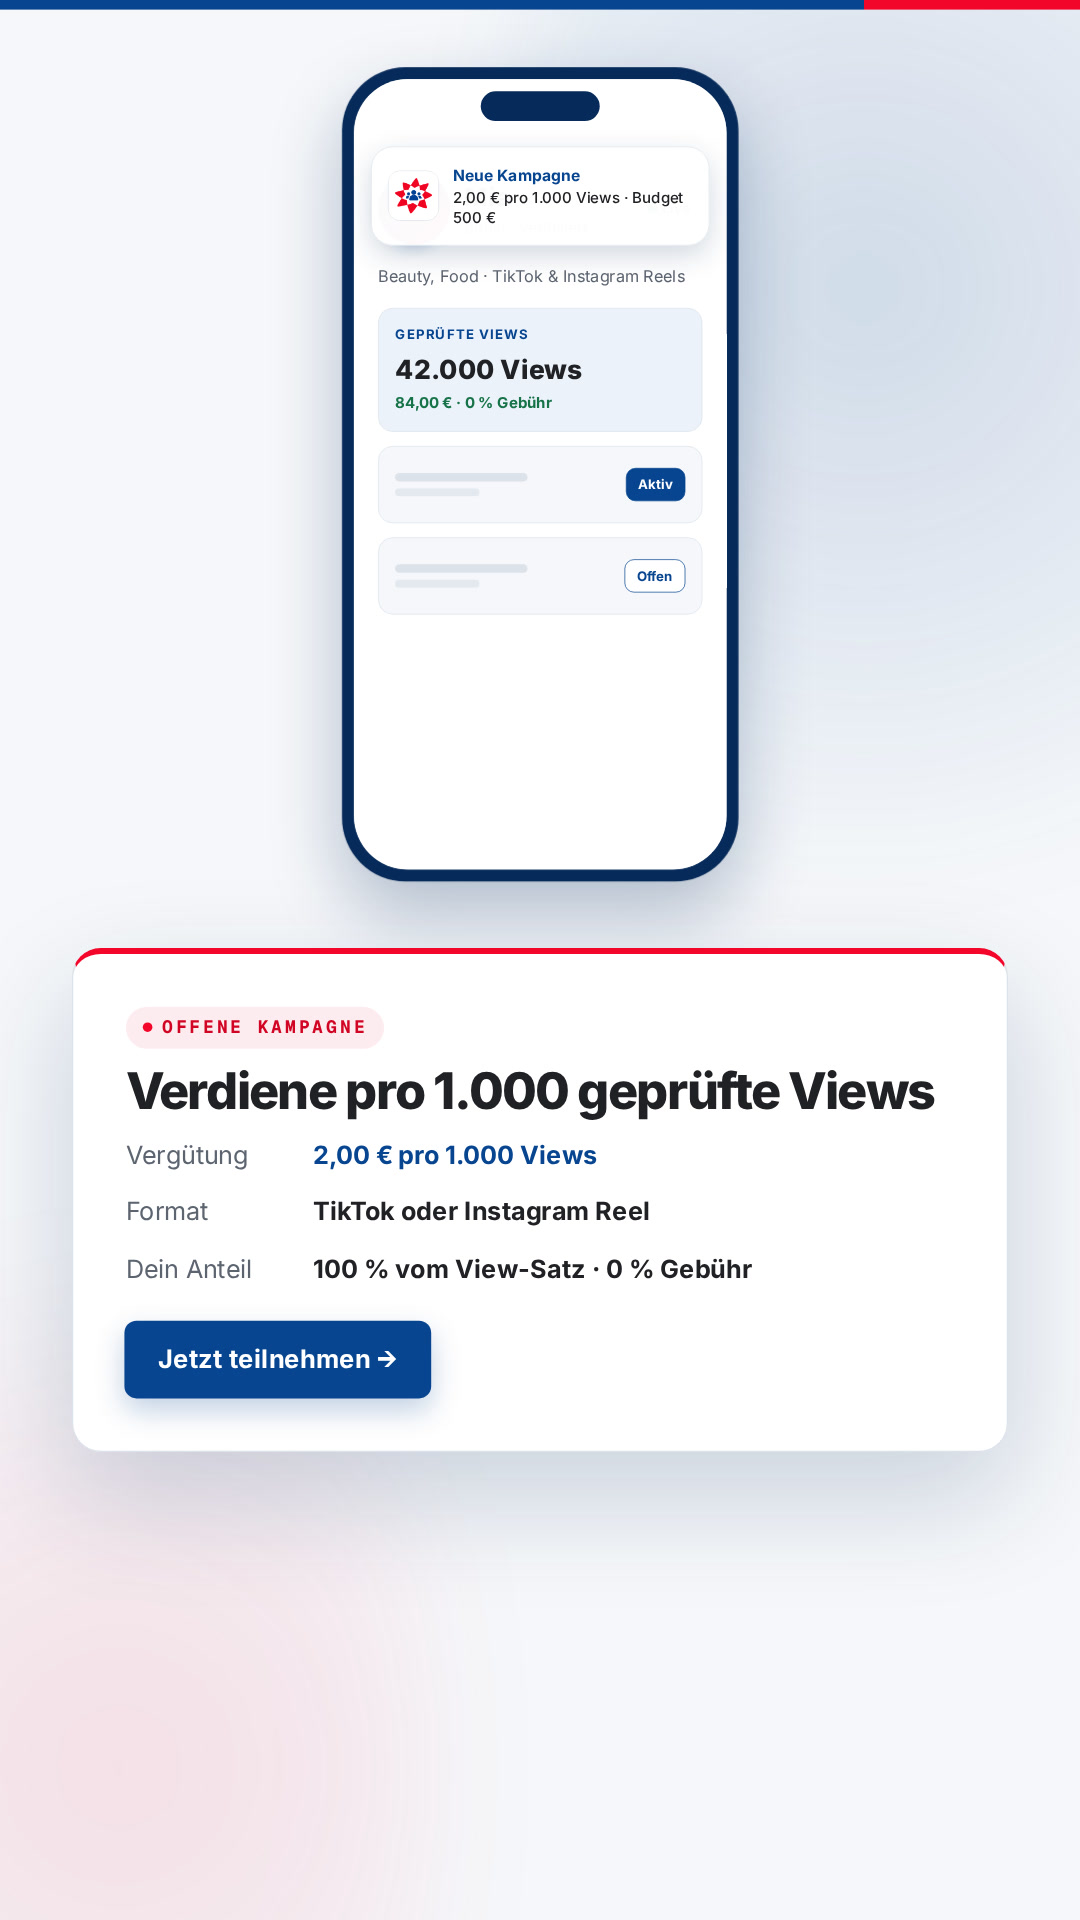 Neue Kampagne
2,00 € pro 1.000 Views · Budget
500 €
Beauty, Food · TikTok & Instagram Reels
GEPRÜFTE VIEWS
42.000 Views
84,00 € · 0 % Gebühr
Aktiv
Offen
OFFENE KAMPAGNE
Verdiene pro 1.000 geprüfte Views
Vergütung 2,00 € pro 1.000 Views
Format TikTok oder Instagram Reel
Dein Anteil 100 % vom View-Satz · 0 % Gebühr
Jetzt teilnehmen →